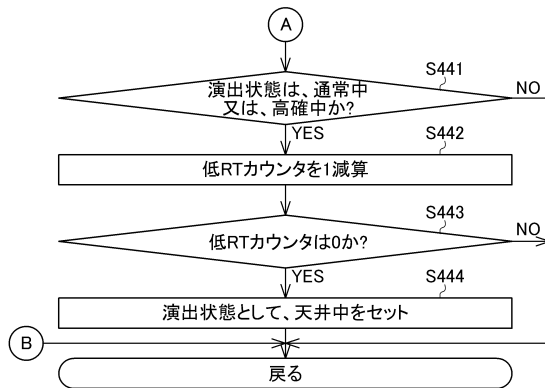 A
S441
演出状態は、通常中
又は、高確中か?
NO
YES
S442
低RTカウンタを1減算
S443
低RTカウンタは0か?
NO
YES
S444
演出状態として、天井中をセット
B
戻る